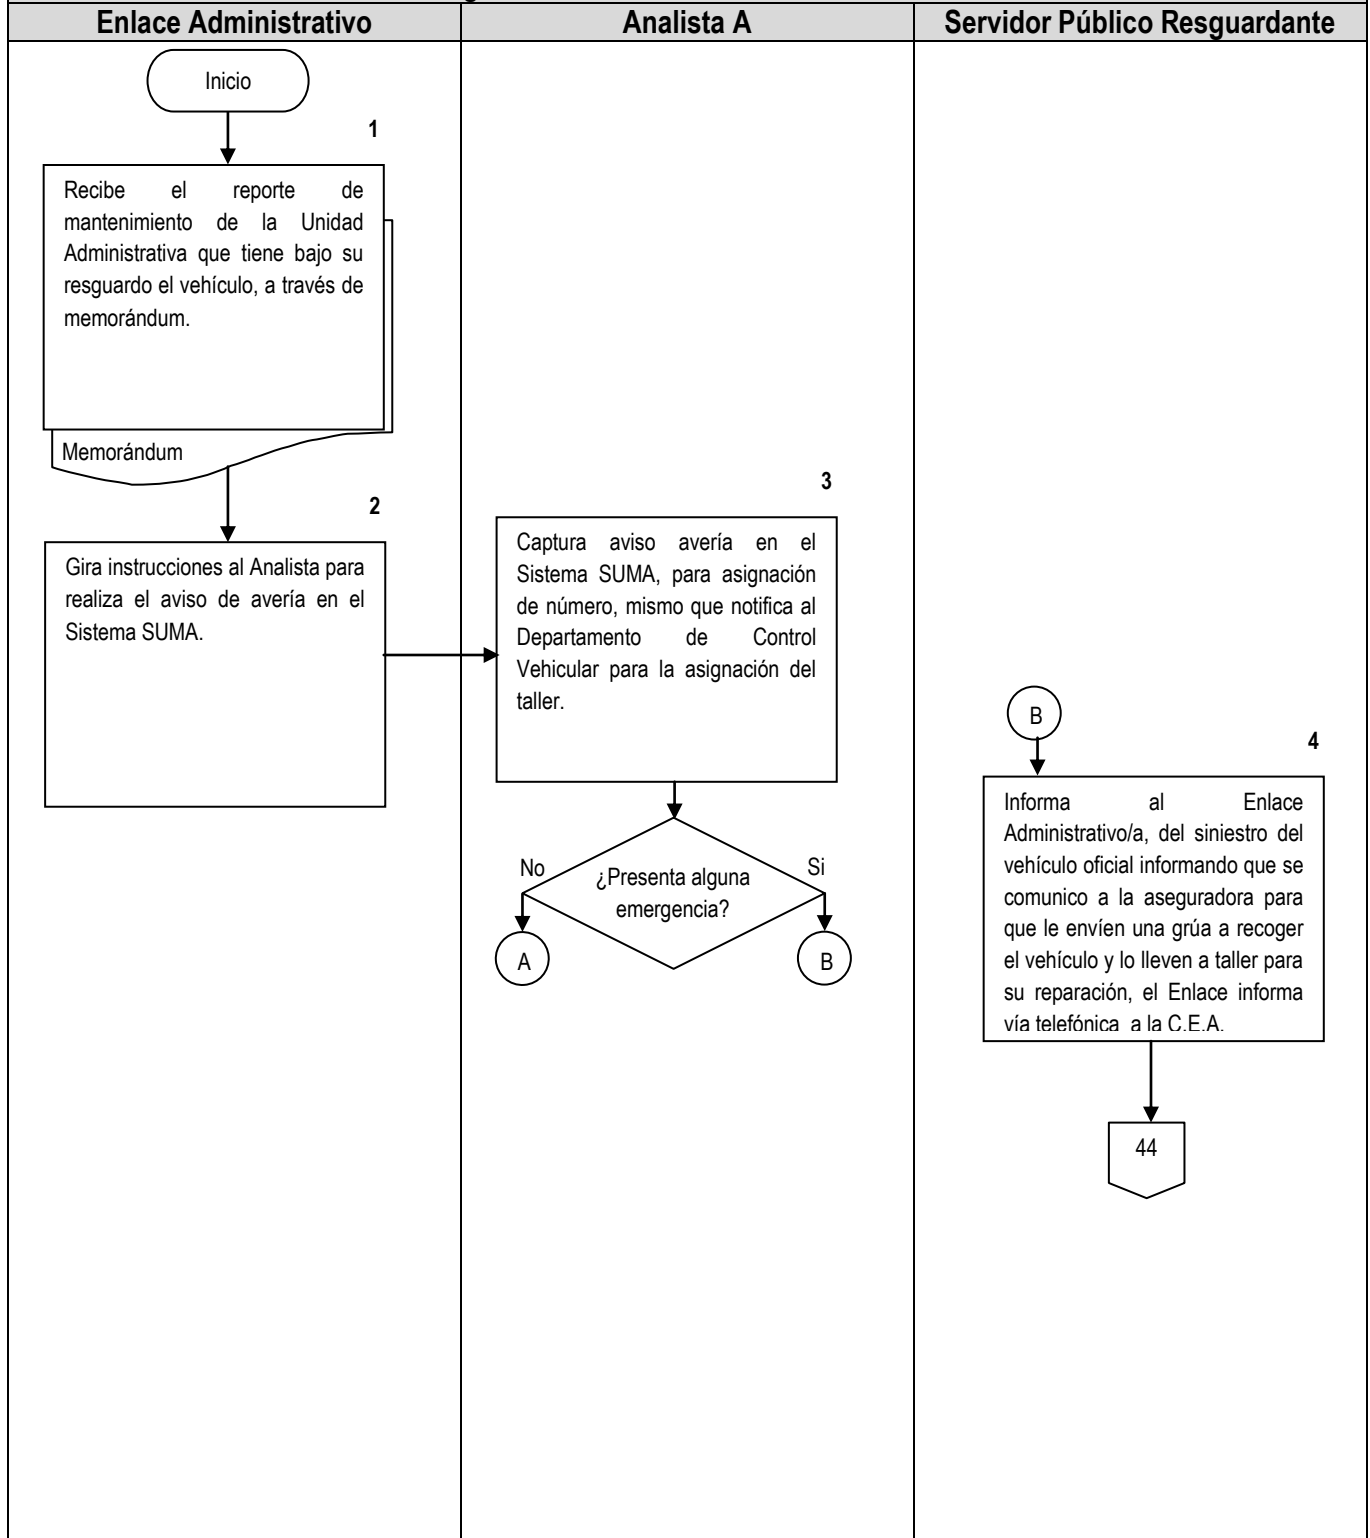 Enlace Administrativo
Analista A
Servidor Público Resguardante
Inicio
1
Recibe el reporte de
mantenimiento de la Unidad
Administrativa que tiene bajo su
resguardo el vehículo, a través de
memorándum.
Memorándum
2
Gira instrucciones al Analista para
realiza el aviso de avería en el
Sistema SUMA.
3
Captura aviso avería en el
Sistema SUMA, para asignación
de número, mismo que notifica al
Departamento de Control
Vehicular para la asignación del
taller.
No
¿Presenta alguna
emergencia?
Si
A
B
B
4
Informa al Enlace
Administrativo/a, del siniestro del
vehículo oficial informando que se
comunico a la aseguradora para
que le envíen una grúa a recoger
el vehículo y lo lleven a taller para
su reparación, el Enlace informa
vía telefónica a la C.E.A.
44